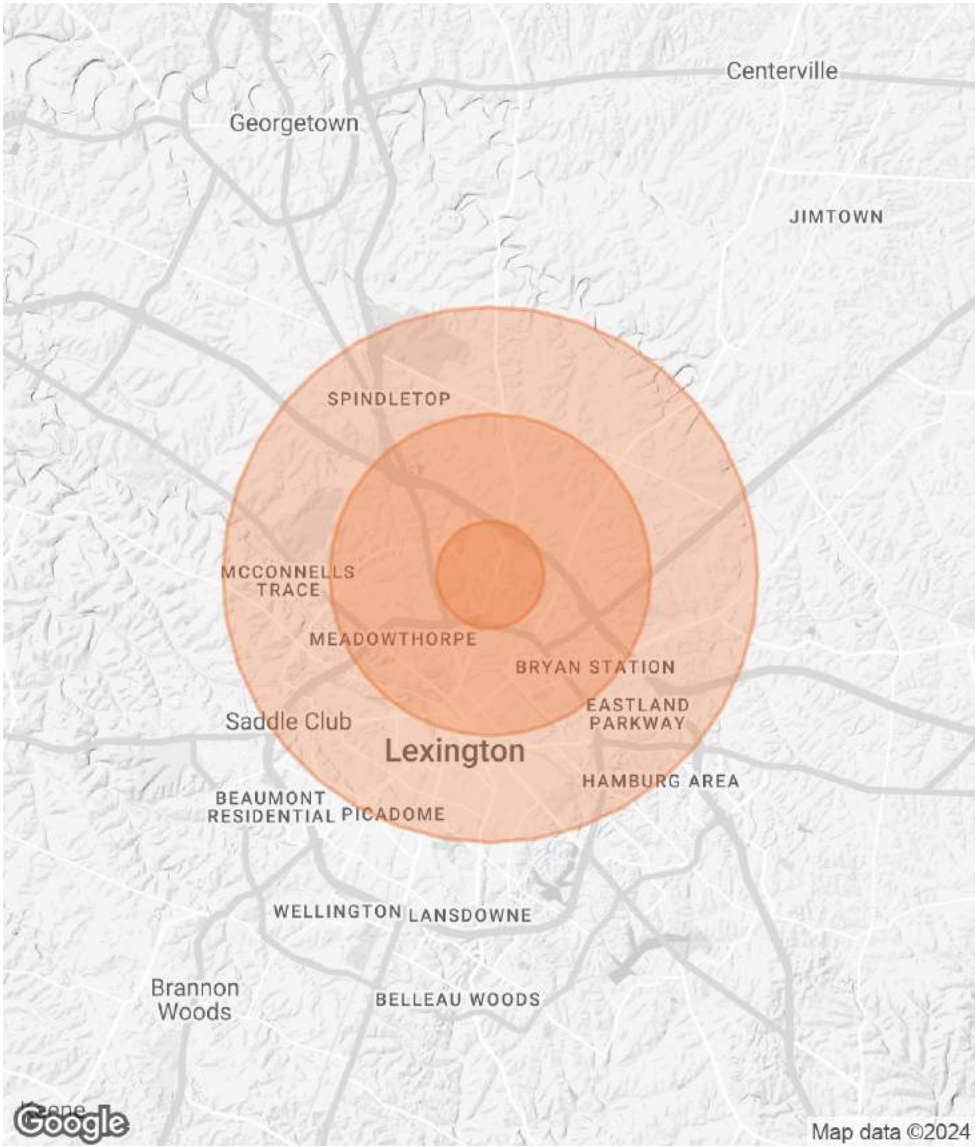 Centerville
Georgetown
JIMTOWN
SPINDLETOP
MCCONNELLS
TRACE
MEADOWTHORPE
BRYAN STATION
EASTLAND
PARKWAY
Saddle Club
Lexington
HAMBURG AREA
BEAUMONT
RESIDENTIAL
PICADOME
WELLINGTON
LANSDOWNE
BELLEAU WOODS
Brannon
Woods
Keene
Google
Map data ©2024